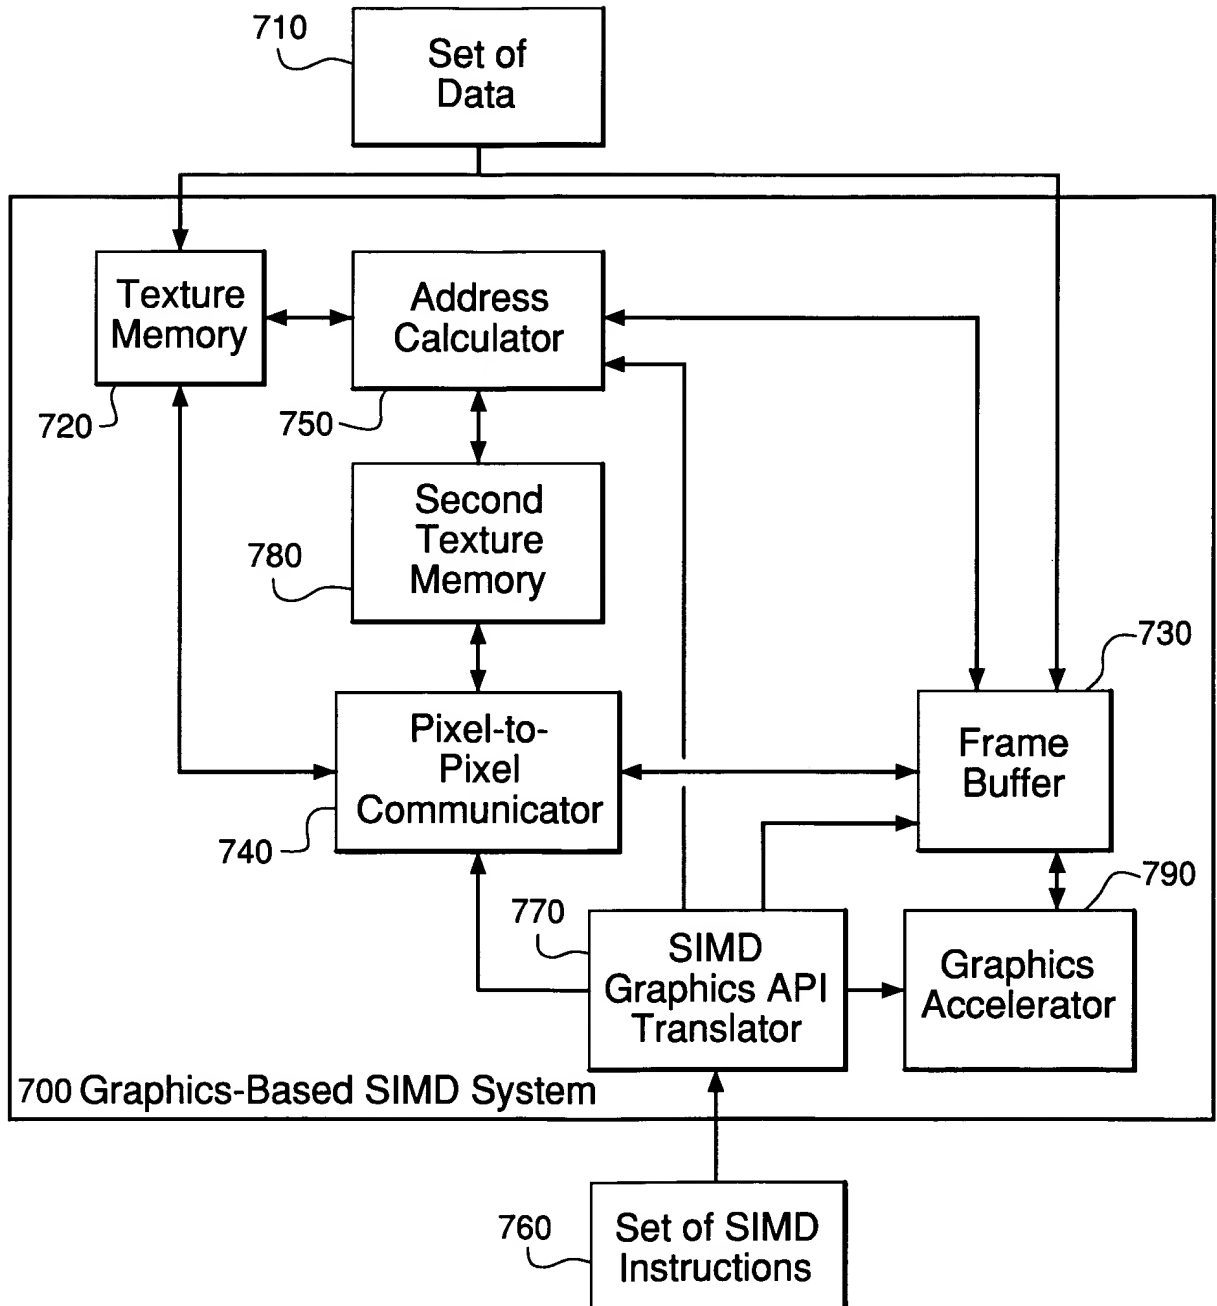 710
Set of
Data
Texture
Memory
720
Address
Calculator
750
Second
Texture
Memory
780
730
Frame
Buffer
Pixel-to-
Pixel
Communicator
740
790
Graphics
Accelerator
770
SIMD
Graphics API
Translator
700 Graphics-Based SIMD System
760
Set of SIMD
Instructions